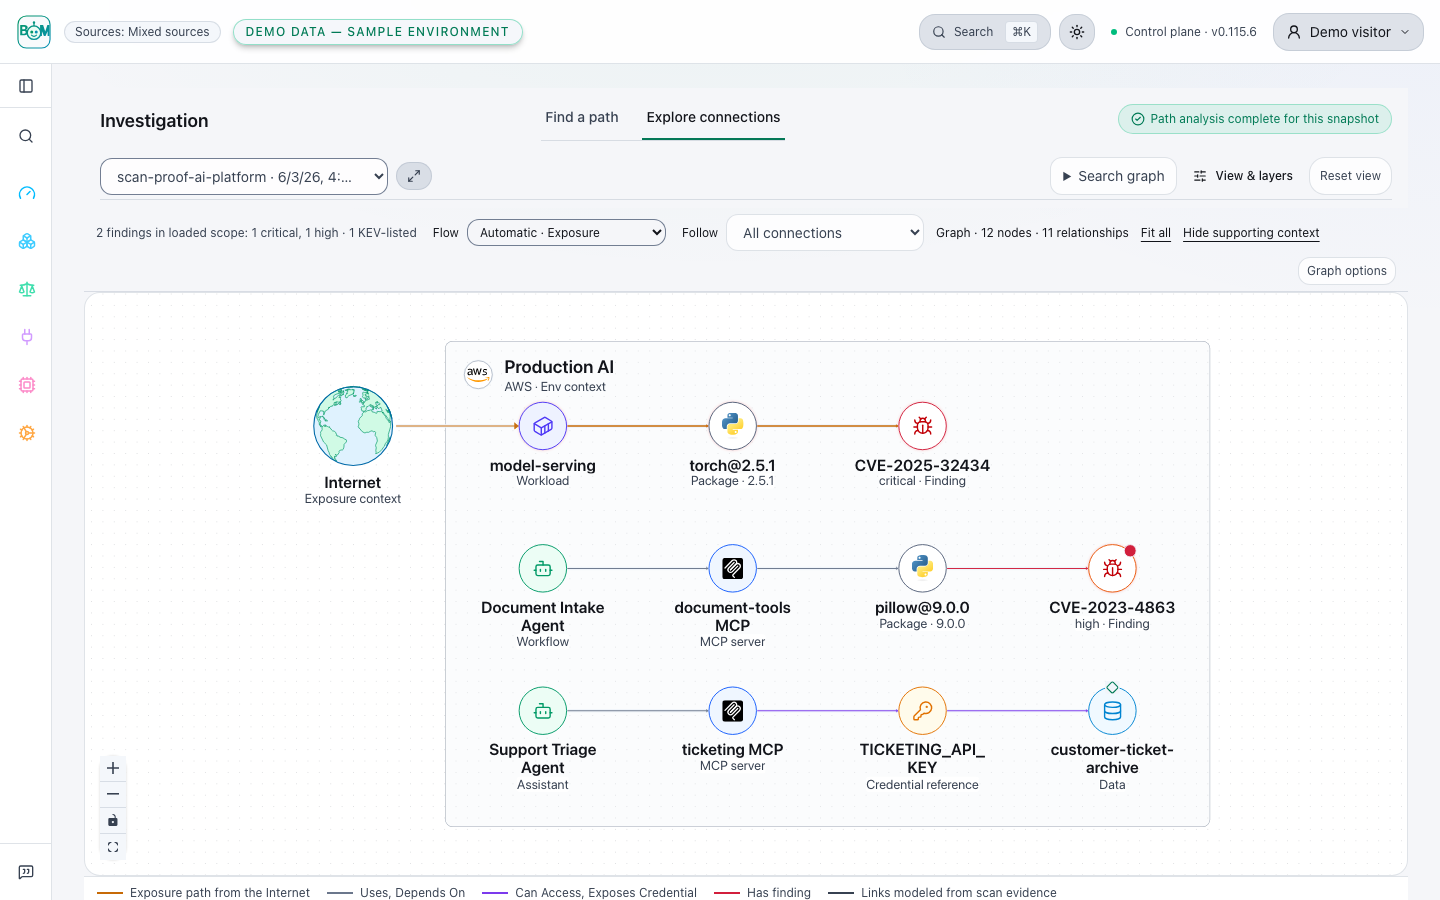 BOM
Sources: Mixed sources
DEMO DATA — SAMPLE ENVIRONMENT
Search
⌘K
Control plane · v0.115.6
Demo visitor
Investigation
Find a path
Explore connections
Path analysis complete for this snapshot
scan-proof-ai-platform · 6/3/26, 4:...
Search graph
View & layers
Reset view
2 findings in loaded scope: 1 critical, 1 high · 1 KEV-listed
Flow
Automatic · Exposure
Follow
All connections
Graph · 12 nodes · 11 relationships
Fit all
Hide supporting context
Graph options
aws
Production AI
AWS · Env context
Internet
Exposure context
model-serving
Workload
torch@2.5.1
Package · 2.5.1
CVE-2025-32434
critical · Finding
Document Intake
Agent
Workflow
document-tools
MCP
MCP server
pillow@9.0.0
Package · 9.0.0
CVE-2023-4863
high · Finding
Support Triage
Agent
Assistant
ticketing MCP
MCP server
TICKETING_API_
KEY
Credential reference
customer-ticket-
archive
Data
Exposure path from the Internet
Uses, Depends On
Can Access, Exposes Credential
Has finding
Links modeled from scan evidence